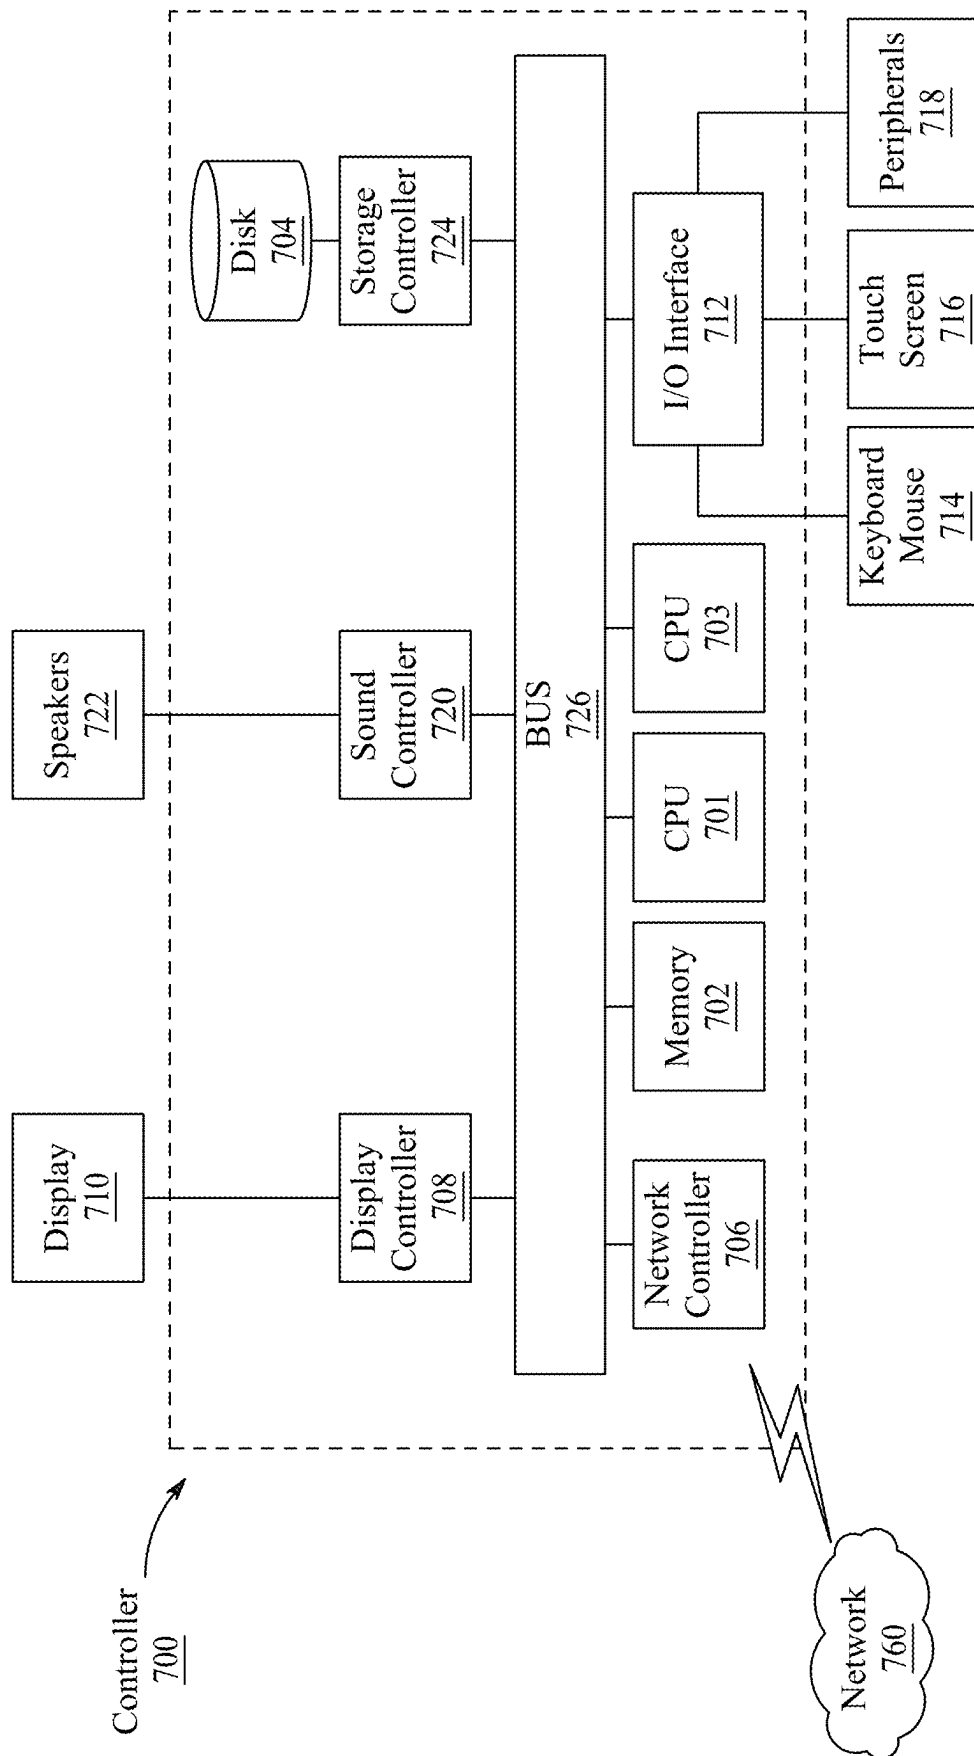 Controller
700
Display
710
Speakers
722
Disk
704
Display
Controller
708
Sound
Controller
720
Storage
Controller
724
BUS
726
Network
Controller
706
Memory
702
CPU
701
CPU
703
I/O Interface
712
Network
760
Keyboard
Mouse
714
Touch
Screen
716
Peripherals
718